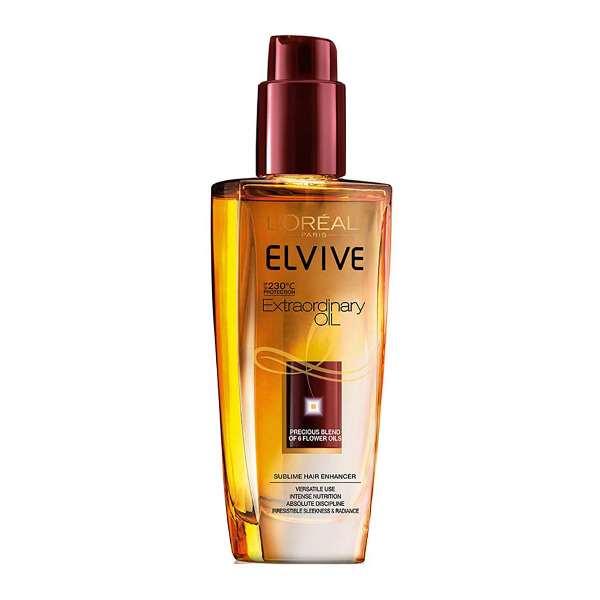 L'ORÉAL
PARIS
ELVIVE
UP TO 230°C
PROTECTION
Extraordinary
OIL
PRECIOUS BLEND
OF 6 FLOWER OILS
SUBLIME HAIR ENHANCER
VERSATILE USE
INTENSE NUTRITION
ABSOLUTE DISCIPLINE
IRRESISTIBLE SLEEKNESS & RADIANCE